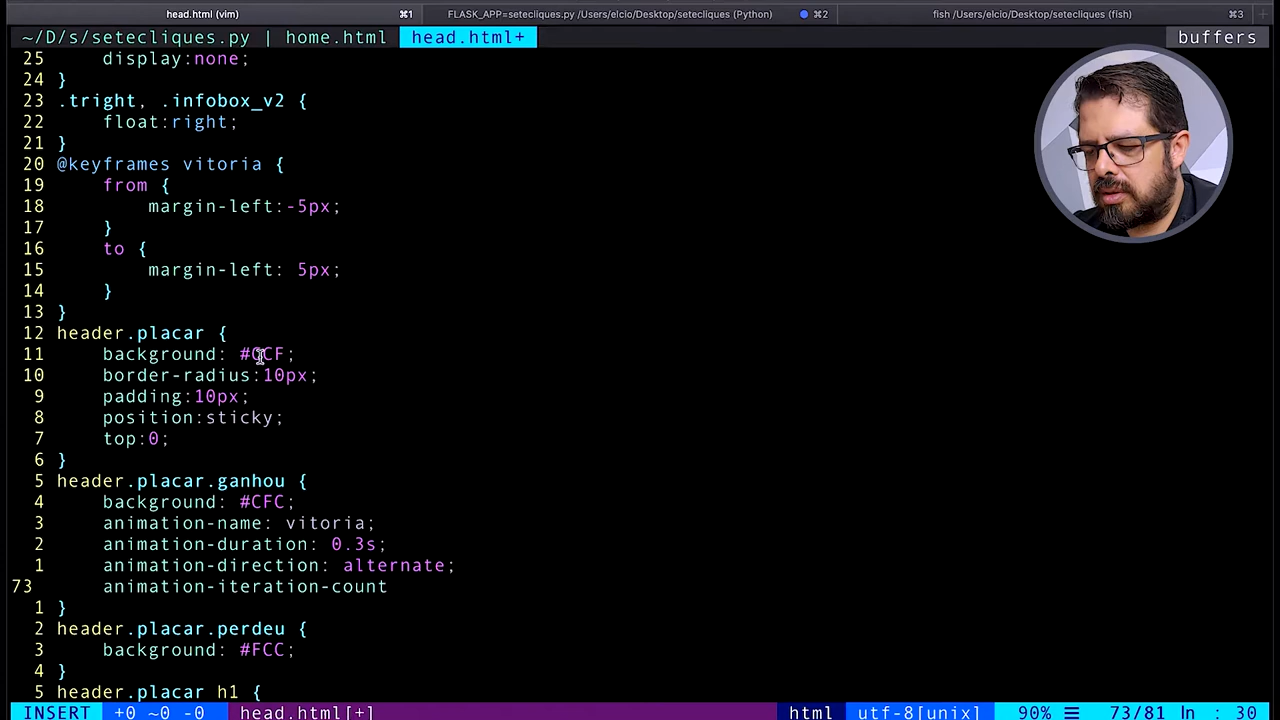 head.html (vim) ⌘1 FLASK_APP=setecliques.py /Users/elcio/Desktop/setecliques (Python) ⌘2 fish /Users/elcio/Desktop/setecliques (fish) ⌘3 +
~/D/s/setecliques.py | home.html head.html+ buffers
25 display:none;
24 }
23 .tright, .infobox_v2 {
22 float:right;
21 }
20 @keyframes vitoria {
19 from {
18 margin-left:-5px;
17 }
16 to {
15 margin-left: 5px;
14 }
13 }
12 header.placar {
11 background: #CCF;
10 border-radius:10px;
9 padding:10px;
8 position:sticky;
7 top:0;
6 }
5 header.placar.ganhou {
4 background: #CFC;
3 animation-name: vitoria;
2 animation-duration: 0.3s;
1 animation-direction: alternate;
73 animation-iteration-count
1 }
2 header.placar.perdeu {
3 background: #FCC;
4 }
5 header.placar h1 {
INSERT +0 ~0 -0 head.html[+] html utf-8[unix] 90% ☰ 73/81 ln : 30